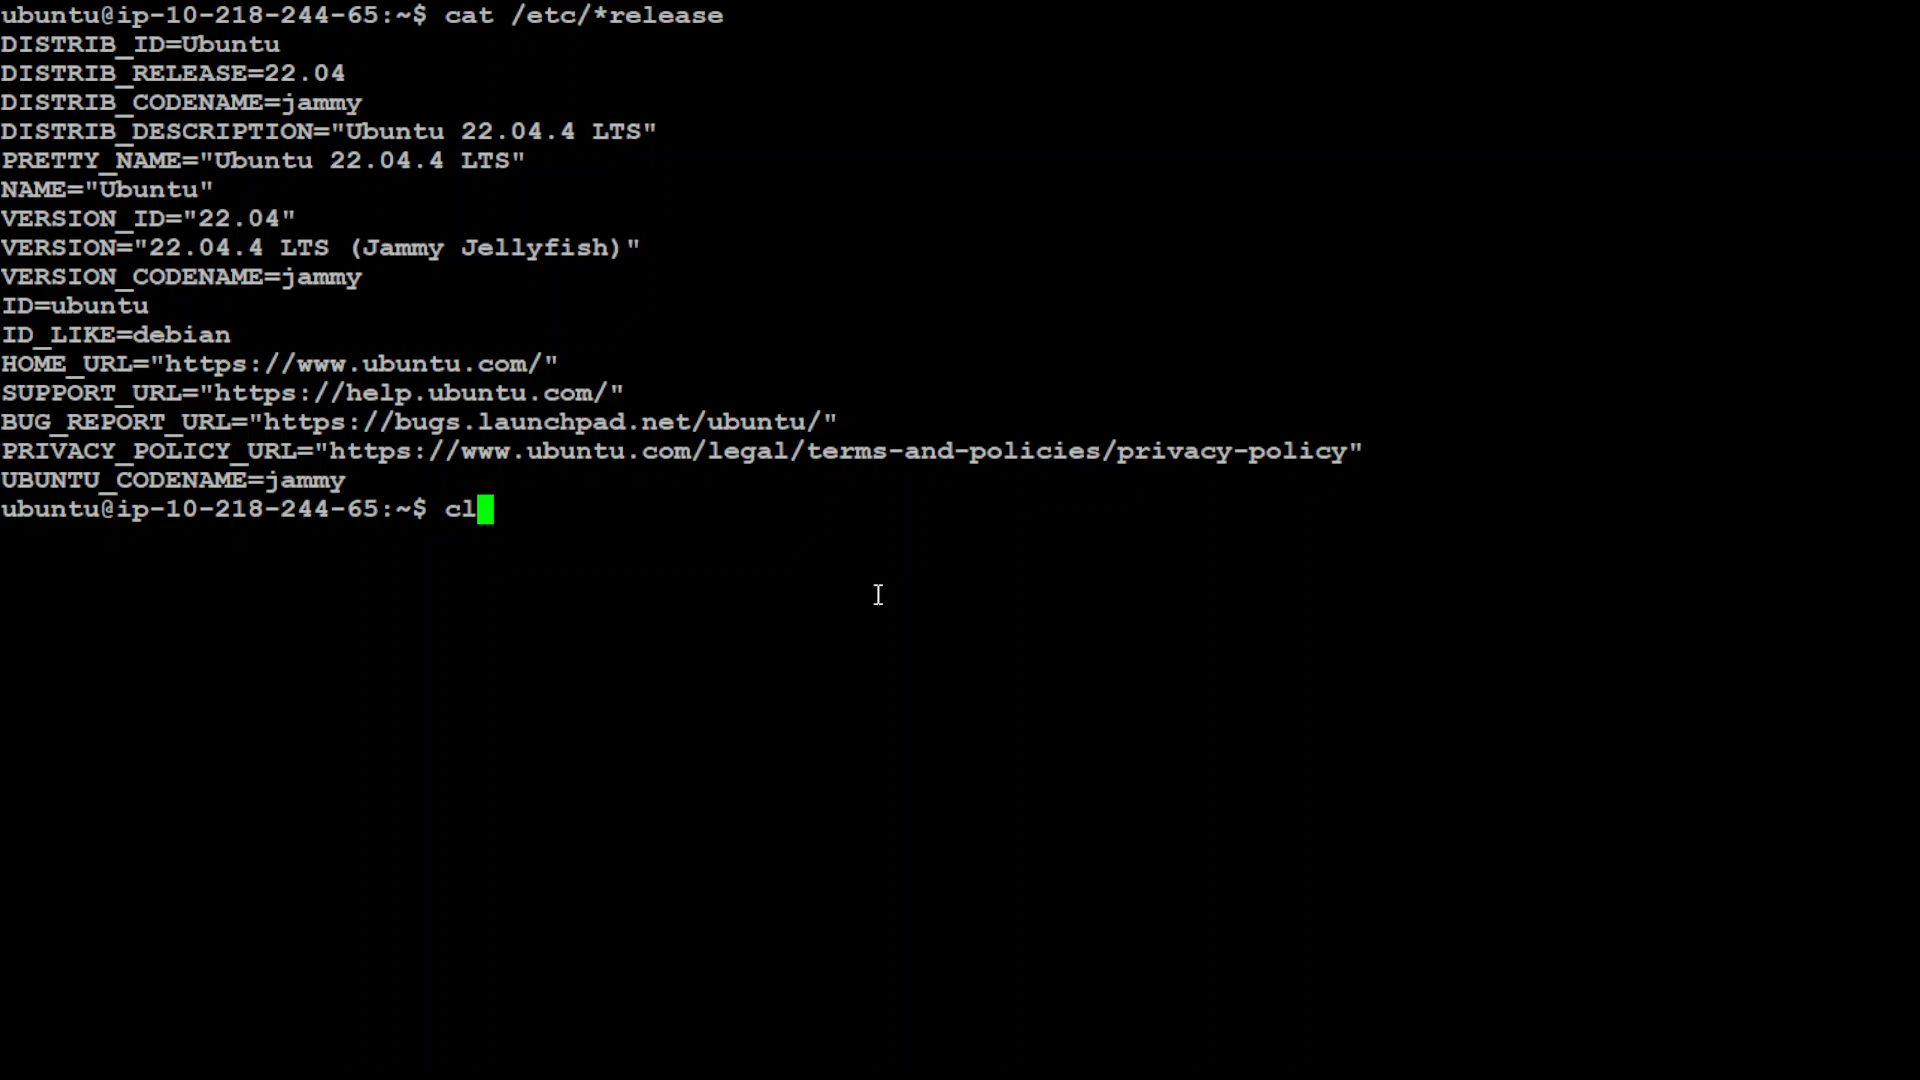 ubuntu@ip-10-218-244-65:~$ cat /etc/*release
DISTRIB_ID=Ubuntu
DISTRIB_RELEASE=22.04
DISTRIB_CODENAME=jammy
DISTRIB_DESCRIPTION="Ubuntu 22.04.4 LTS"
PRETTY_NAME="Ubuntu 22.04.4 LTS"
NAME="Ubuntu"
VERSION_ID="22.04"
VERSION="22.04.4 LTS (Jammy Jellyfish)"
VERSION_CODENAME=jammy
ID=ubuntu
ID_LIKE=debian
HOME_URL="https://www.ubuntu.com/"
SUPPORT_URL="https://help.ubuntu.com/"
BUG_REPORT_URL="https://bugs.launchpad.net/ubuntu/"
PRIVACY_POLICY_URL="https://www.ubuntu.com/legal/terms-and-policies/privacy-policy"
UBUNTU_CODENAME=jammy
ubuntu@ip-10-218-244-65:~$ cl